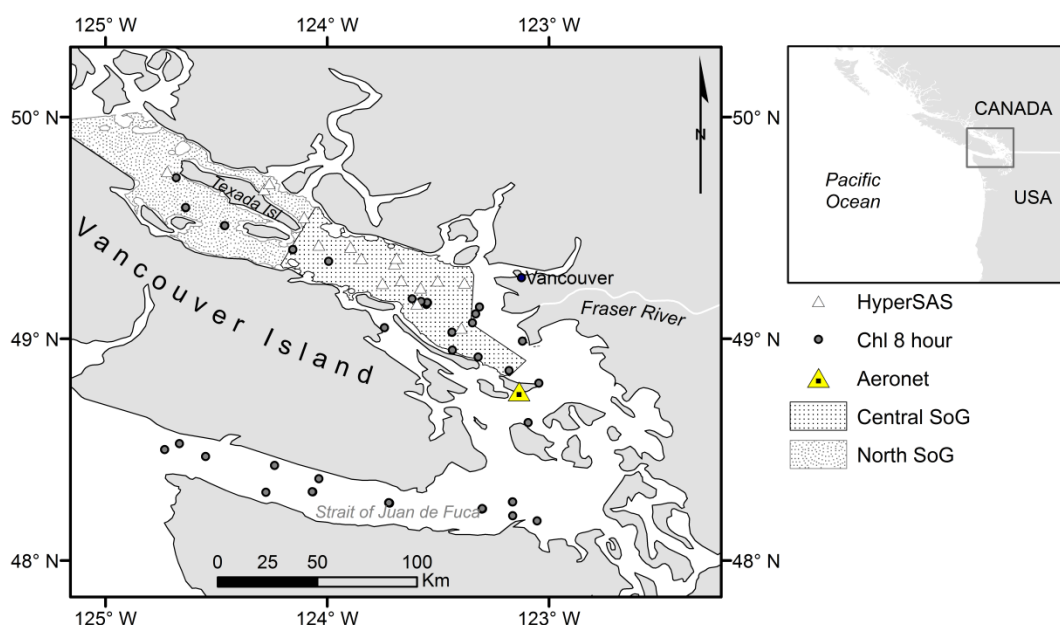 125° W
124° W
123° W
50° N
50° N
N
CANADA
USA
Pacific
Ocean
Texada Isl
Vancouver Island
Vancouver
Fraser River
49° N
49° N
HyperSAS
Chl 8 hour
Aeronet
Central SoG
North SoG
Strait of Juan de Fuca
48° N
48° N
0 25 50 100
Km
125° W
124° W
123° W